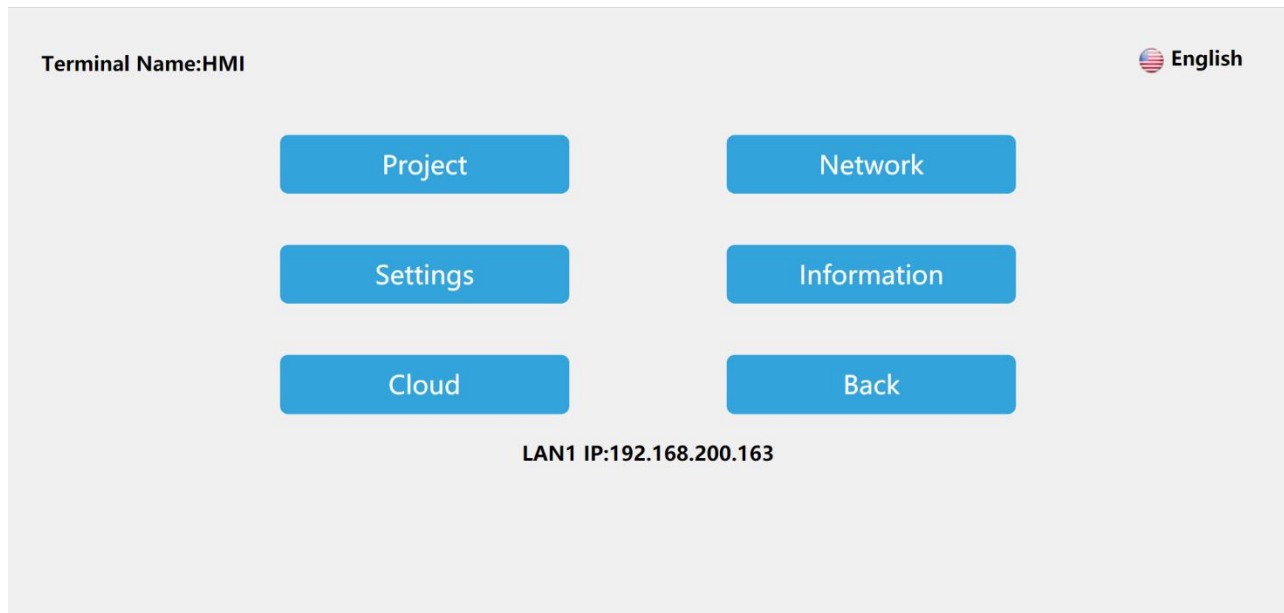 Terminal Name:HMI
English
Project
Network
Settings
Information
Cloud
Back
LAN1 IP:192.168.200.163